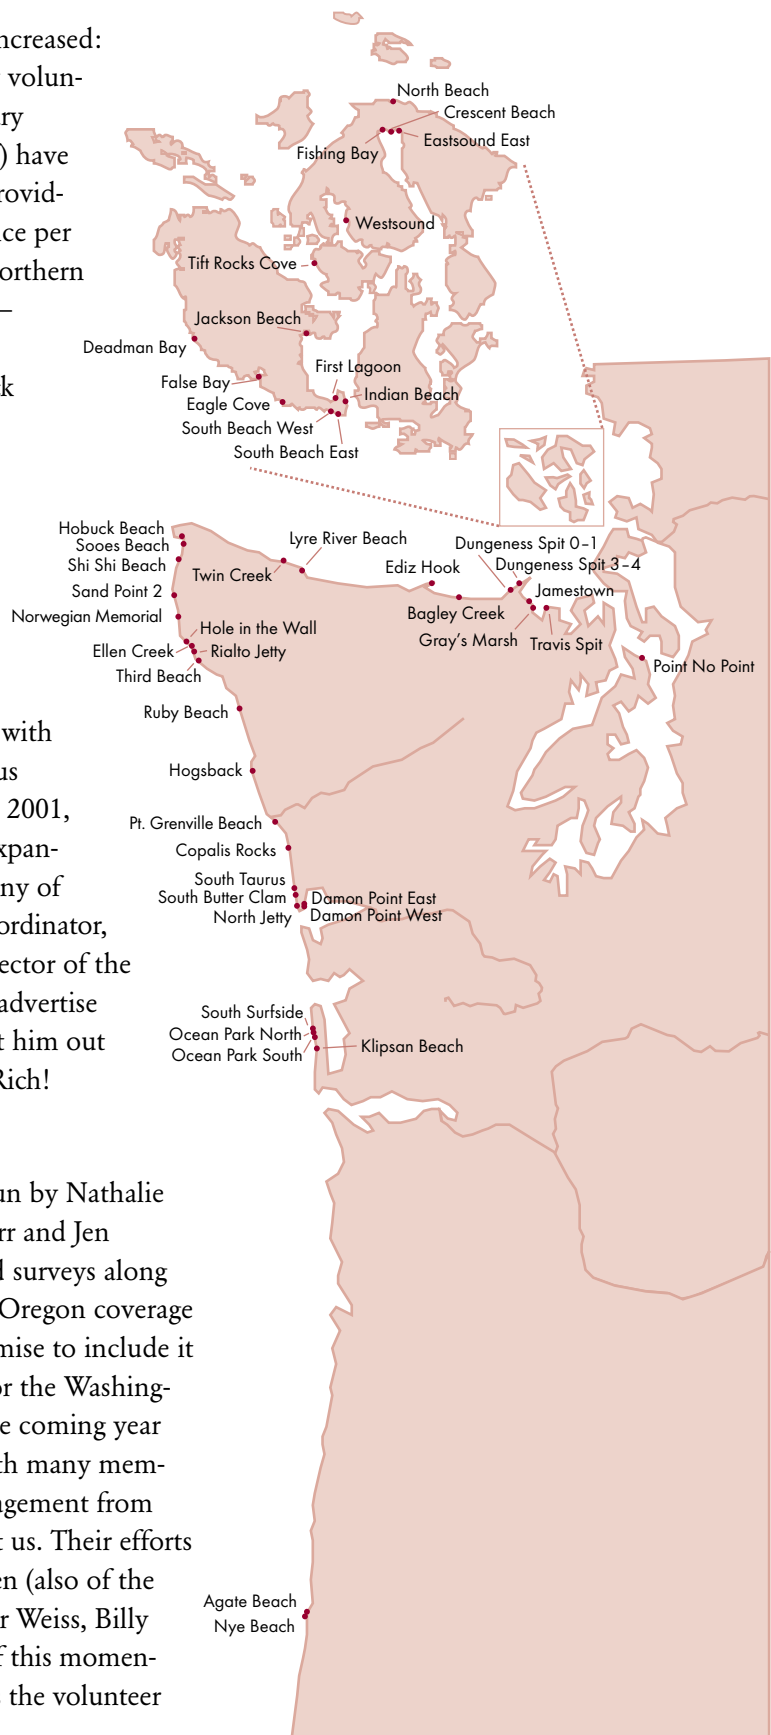 ncreased:
volun-
ry
) have
rovid-
ce per
orthern
–
k
with
us
2001,
xpan-
ny of
ordinator,
ector of the
advertise
t him out
Rich!
un by Nathalie
rr and Jen
d surveys along
Oregon coverage
mise to include it
or the Washing-
e coming year
th many mem-
agement from
t us. Their efforts
en (also of the
r Weiss, Billy
f this momen-
s the volunteer
North Beach
Crescent Beach
Eastsound East
Fishing Bay
Westsound
Tift Rocks Cove
Jackson Beach
Deadman Bay
First Lagoon
False Bay
Indian Beach
Eagle Cove
South Beach West
South Beach East
Hobuck Beach
Sooes Beach
Shi Shi Beach
Sand Point 2
Norwegian Memorial
Hole in the Wall
Ellen Creek
Rialto Jetty
Third Beach
Ruby Beach
Hogsback
Pt. Grenville Beach
Copalis Rocks
South Taurus
South Butter Clam
North Jetty
Damon Point East
Damon Point West
South Surfside
Ocean Park North
Ocean Park South
Klipsan Beach
Agate Beach
Nye Beach
Lyre River Beach
Twin Creek
Ediz Hook
Dungeness Spit 0–1
Dungeness Spit 3–4
Jamestown
Bagley Creek
Gray's Marsh
Travis Spit
Point No Point